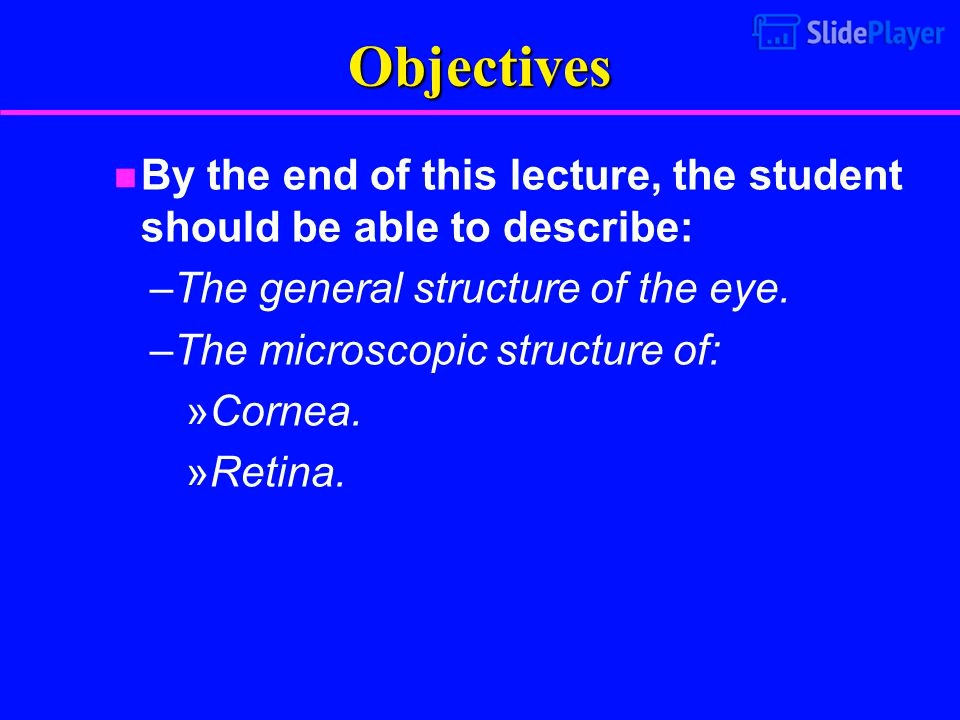 SlidePlayer
Objectives
■ By the end of this lecture, the student
should be able to describe:
–The general structure of the eye.
–The microscopic structure of:
»Cornea.
»Retina.